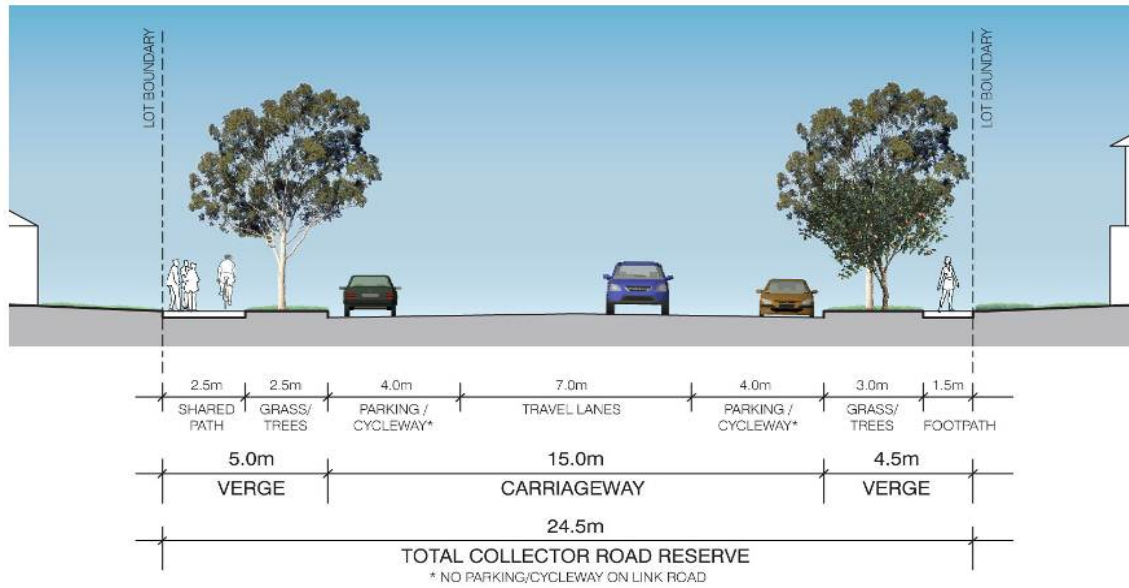 LOT BOUNDARY
LOT BOUNDARY
2.5m 2.5m 4.0m 7.0m 4.0m 3.0m 1.5m
SHARED PATH GRASS/ TREES PARKING / CYCLEWAY* TRAVEL LANES PARKING / CYCLEWAY* GRASS/ TREES FOOTPATH
5.0m 15.0m 4.5m
VERGE CARRIAGEWAY VERGE
24.5m
TOTAL COLLECTOR ROAD RESERVE
* NO PARKING/CYCLEWAY ON LINK ROAD